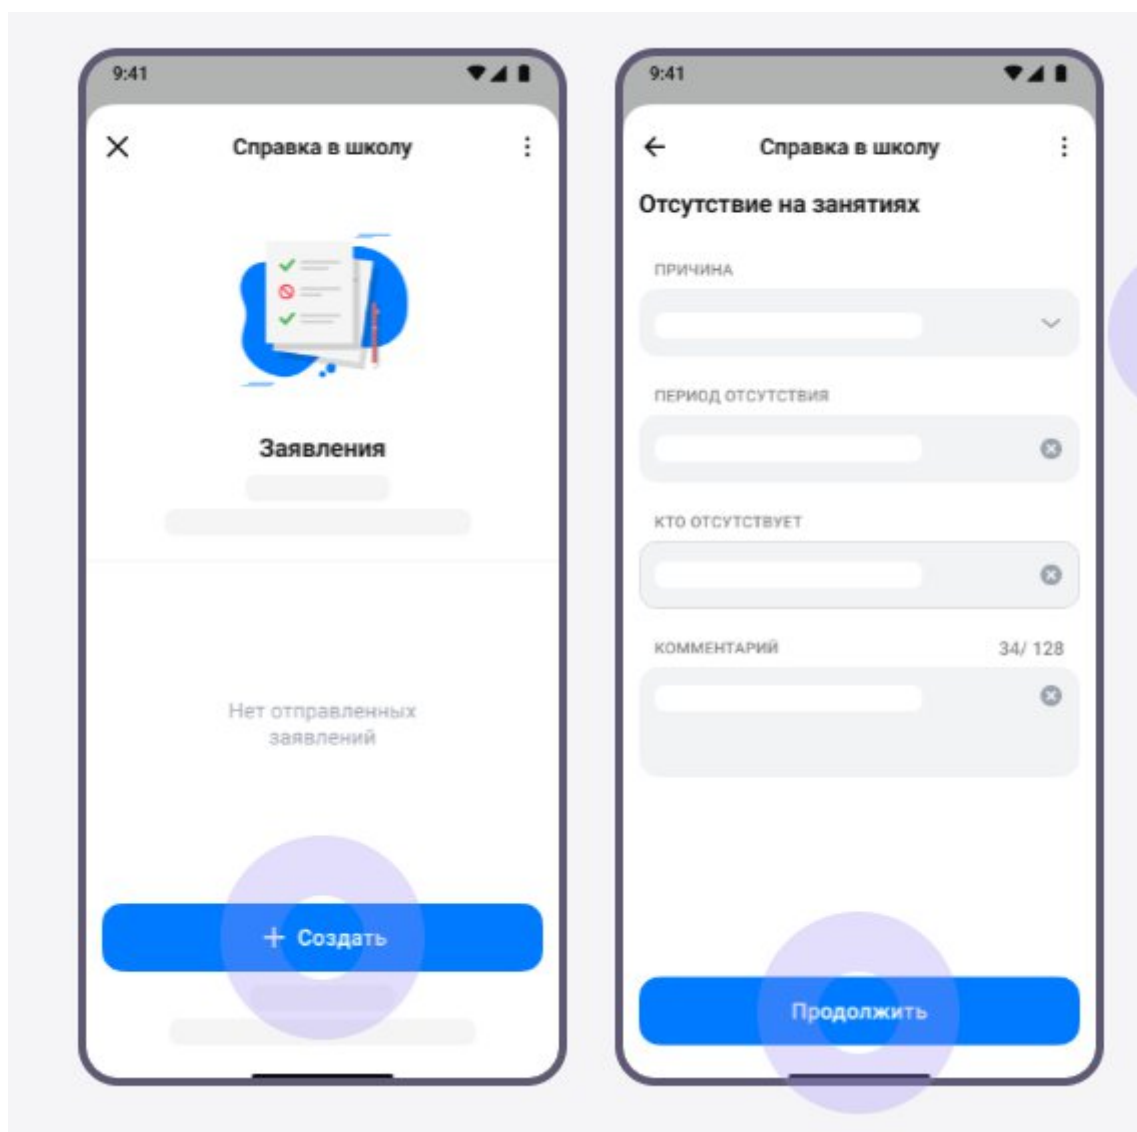 9:41
Справка в школу
Заявления
Нет отправленных
заявлений
+ Создать
9:41
Справка в школу
Отсутствие на занятиях
ПРИЧИНА
ПЕРИОД ОТСУТСТВИЯ
КТО ОТСУТСТВУЕТ
КОММЕНТАРИЙ 34/ 128
Продолжить